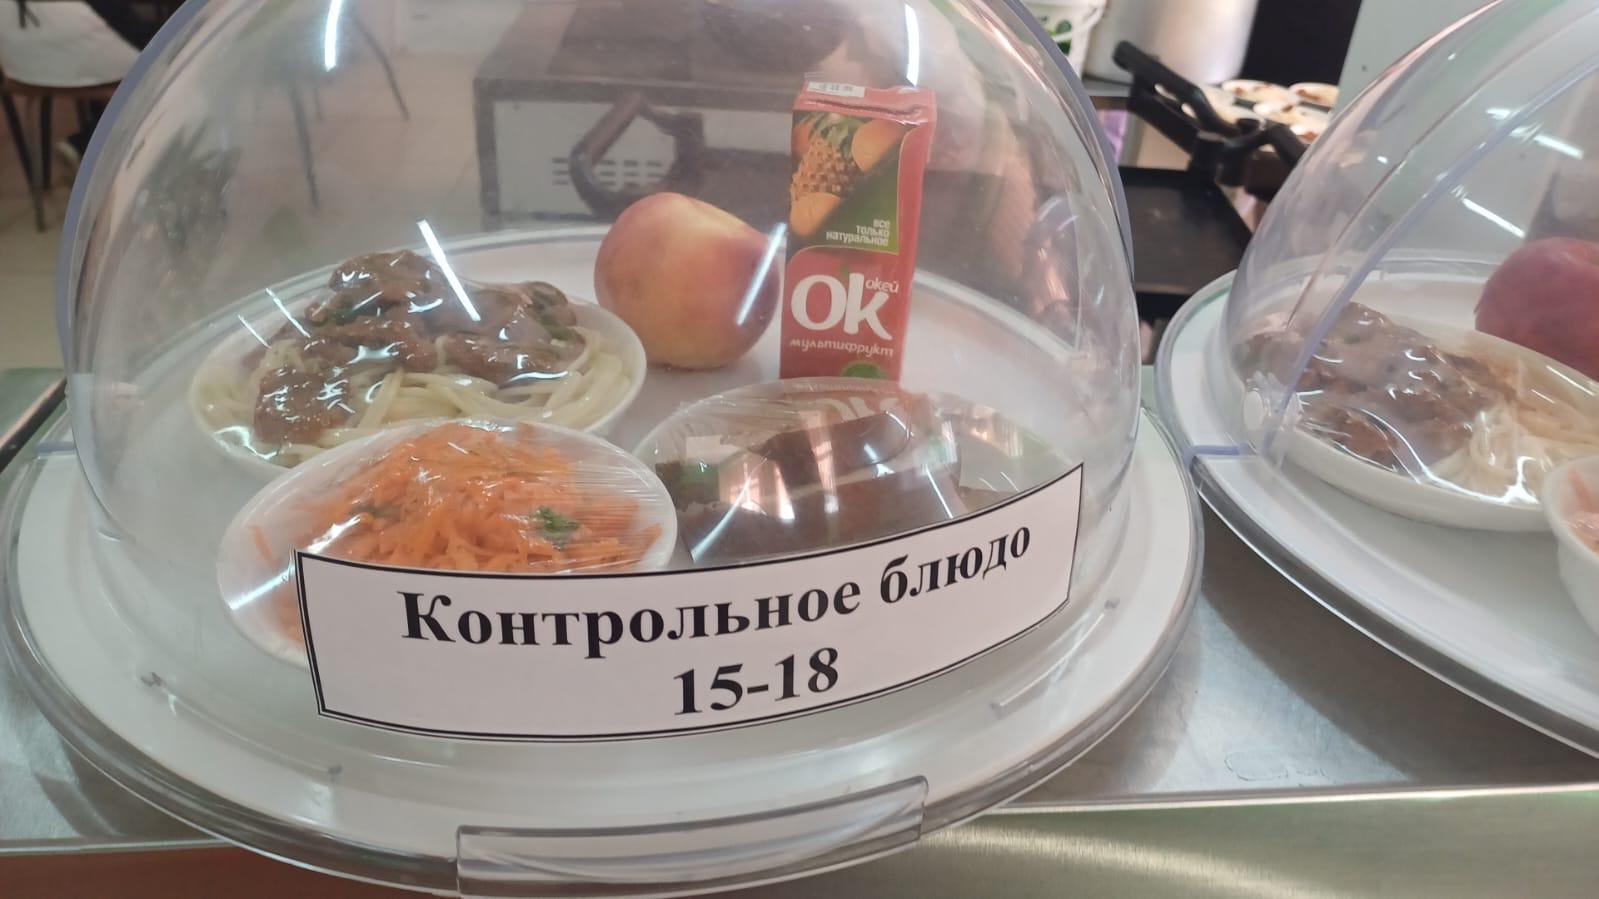 все
только
натуральное
Ok
окей
мультифрукт
Контрольное блюдо
15-18